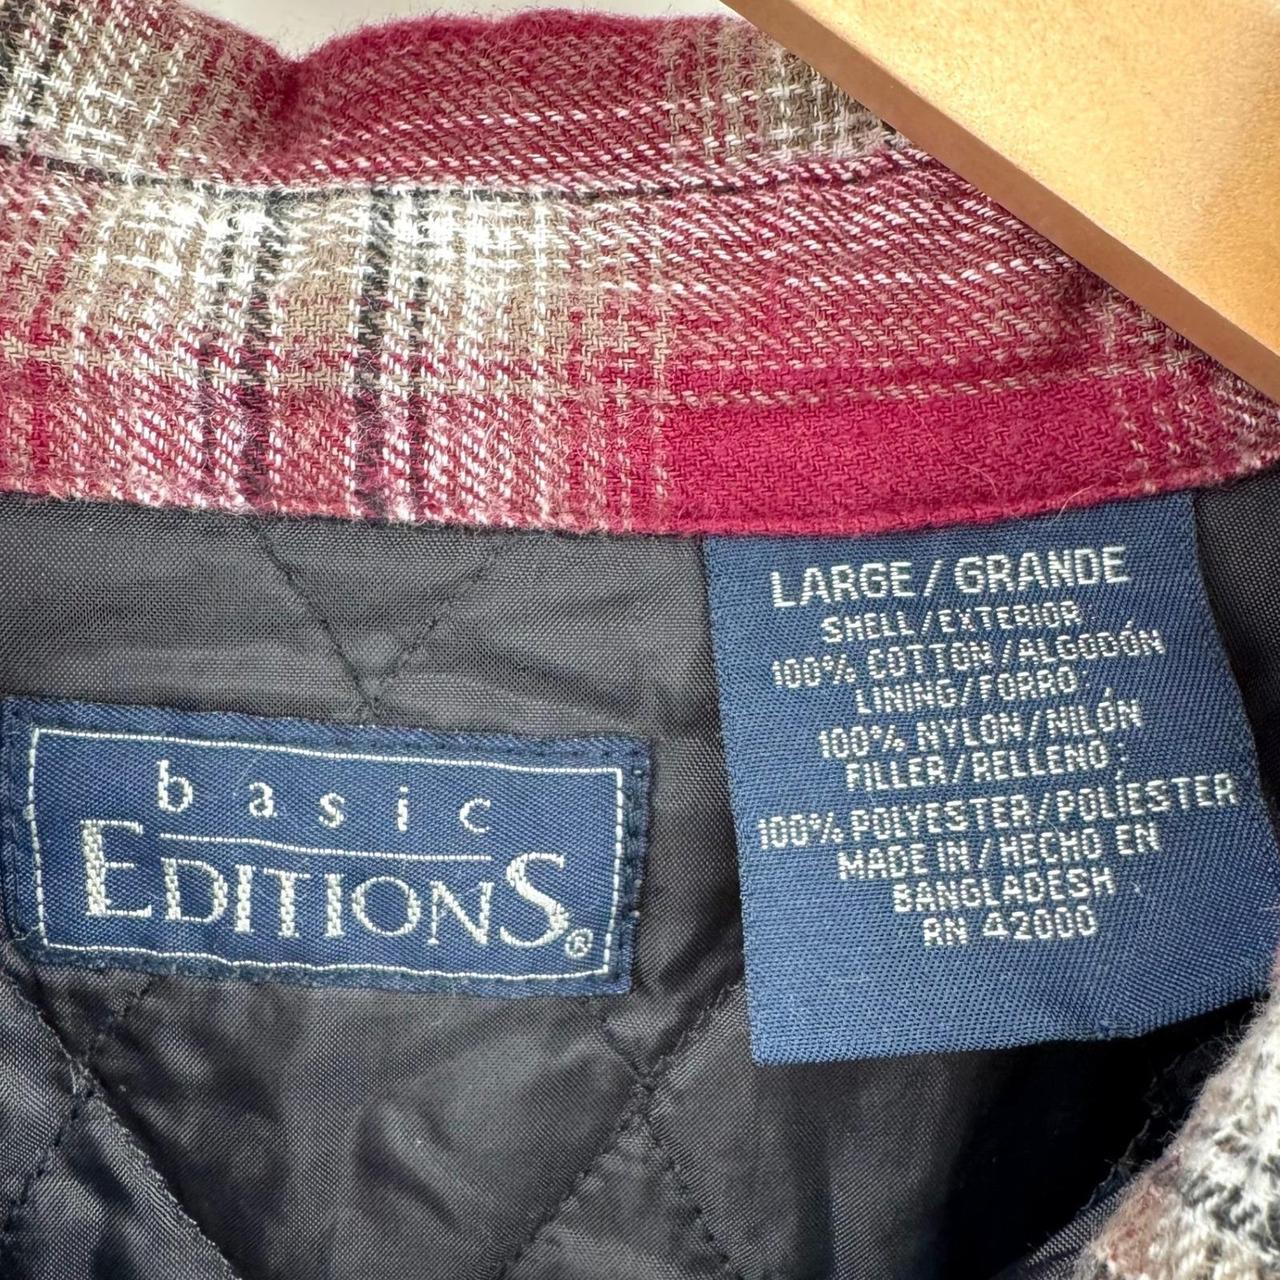 basic
EDITIONS®
LARGE/GRANDE
SHELL/EXTERIOR
100% COTTON/ALGODÓN
LINING/FORRO:
100% NYLON/NILÓN
FILLER/RELLENO:
100% POLYESTER/POLÍESTER
MADE IN/HECHO EN
BANGLADESH
RN 42000